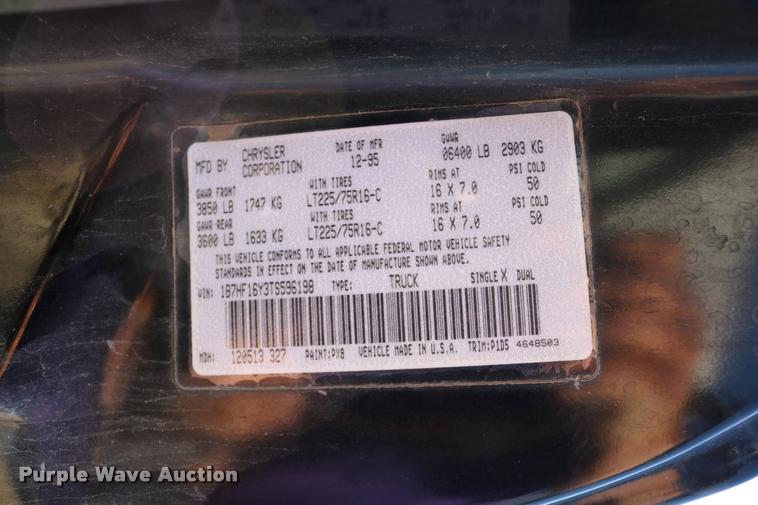 MFD BY CHRYSLER CORPORATION DATE OF MFR 12-95 GVWR 06400 LB 2903 KG
GAWR FRONT WITH TIRES RIMS AT PSI COLD
3850 LB 1747 KG LT225/75R16-C 16 X 7.0 50
GAWR REAR WITH TIRES RIMS AT PSI COLD
3600 LB 1633 KG LT225/75R16-C 16 X 7.0 50
THIS VEHICLE CONFORMS TO ALL APPLICABLE FEDERAL MOTOR VEHICLE SAFETY
STANDARDS IN EFFECT ON THE DATE OF MANUFACTURE SHOWN ABOVE.
VIN: 1B7HF16Y3TS596198 TYPE: TRUCK SINGLE X DUAL
MDH: 120513 327 PAINT:PX8 VEHICLE MADE IN U.S.A. TRIM:P1D5 4648503
Purple Wave Auction